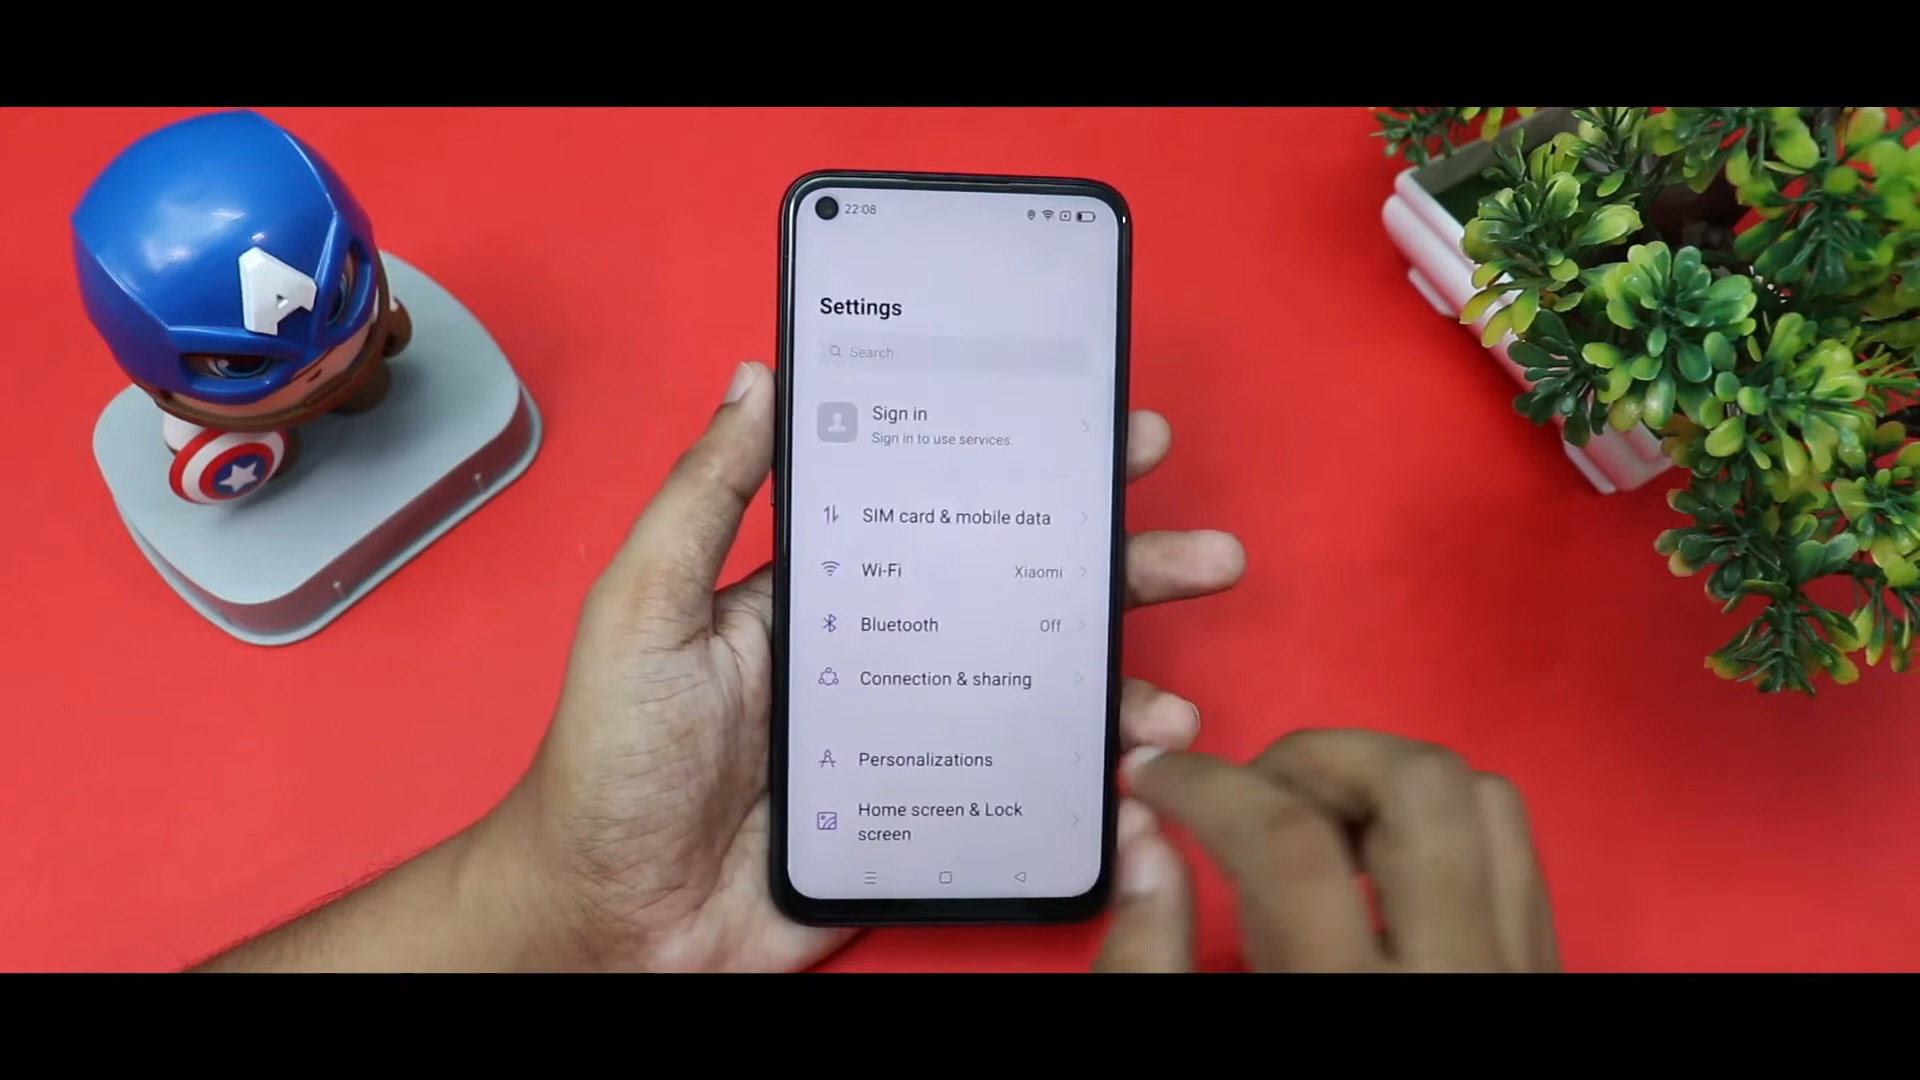 22:08
Settings
Search
Sign in
Sign in to use services
SIM card & mobile data
Wi-Fi
Xiaomi
Bluetooth
Off
Connection & sharing
Personalizations
Home screen & Lock
screen
A